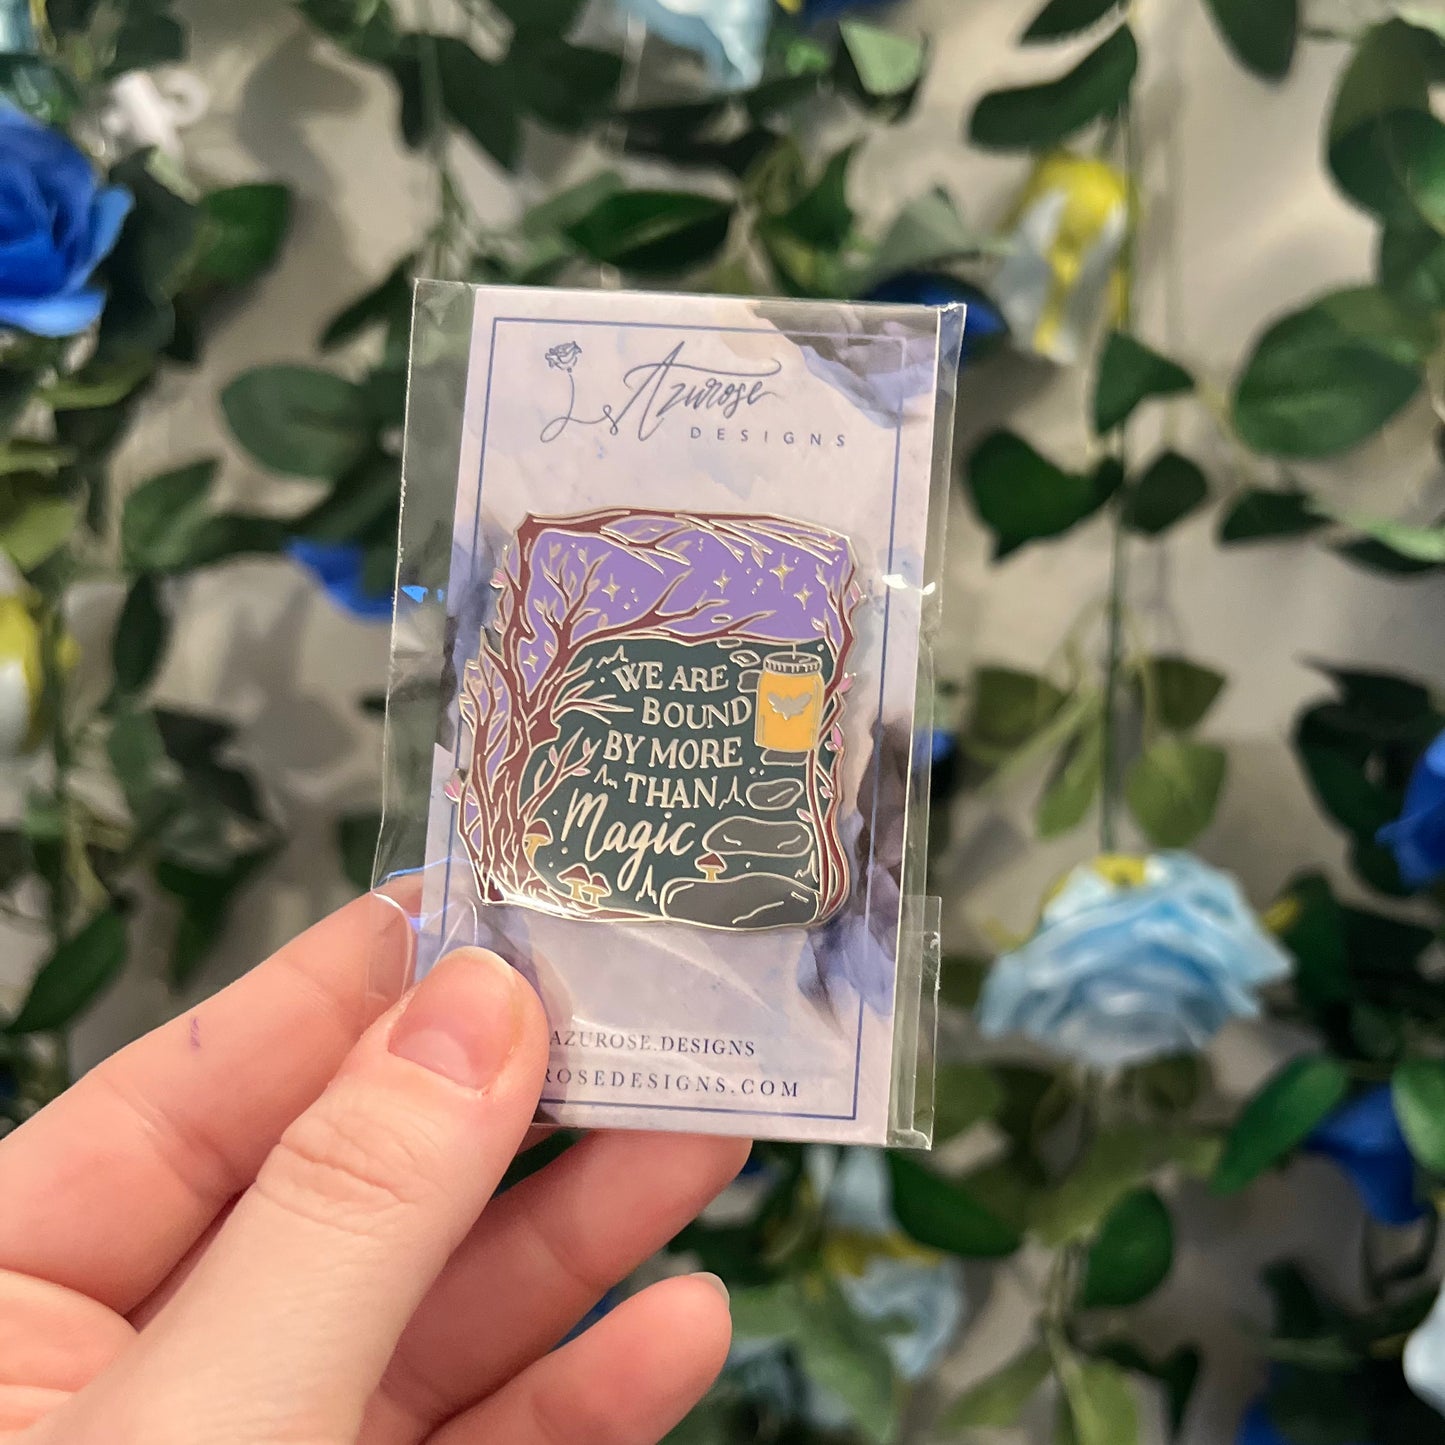 Azurose
DESIGNS
WE ARE
BOUND
BY MORE
THAN
Magic
AZUROSE.DESIGNS
ROSEDESIGNS.COM